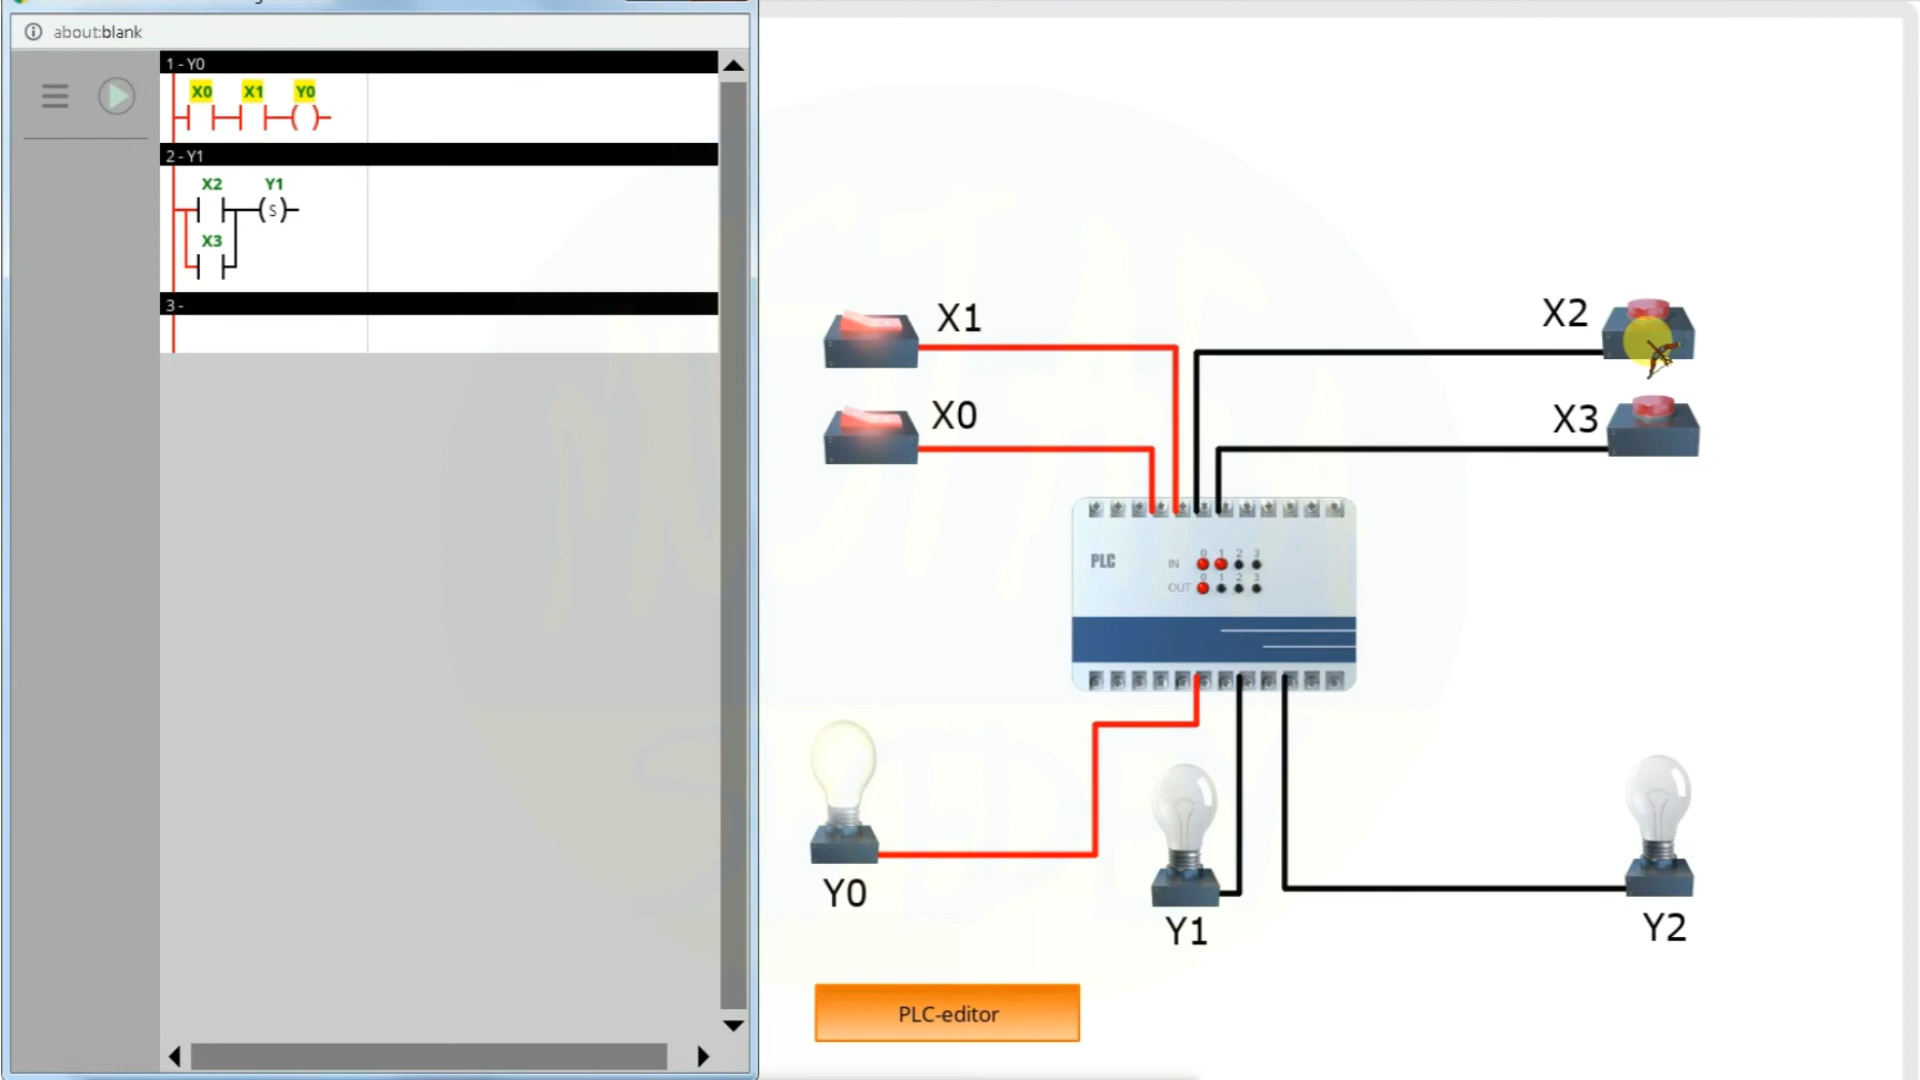 about:blank
1 - Y0
X0 X1 Y0
2 - Y1
X2 Y1
S
X3
3 -
X1
X0
X2
X3
PLC
0 1 2 3
IN
0 1 2 3
OUT
Y0
Y1
Y2
PLC-editor